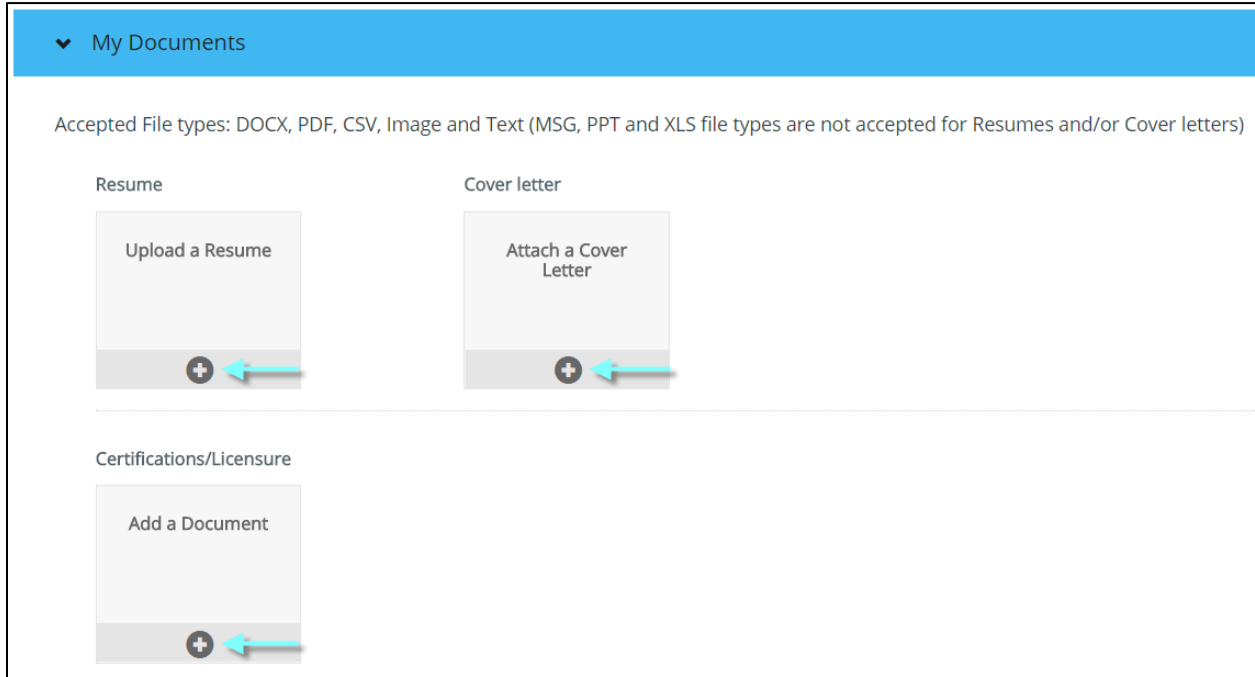 My Documents
Accepted File types: DOCX, PDF, CSV, Image and Text (MSG, PPT and XLS file types are not accepted for Resumes and/or Cover letters)
Resume
Cover letter
Upload a Resume
Attach a Cover
Letter
Certifications/Licensure
Add a Document